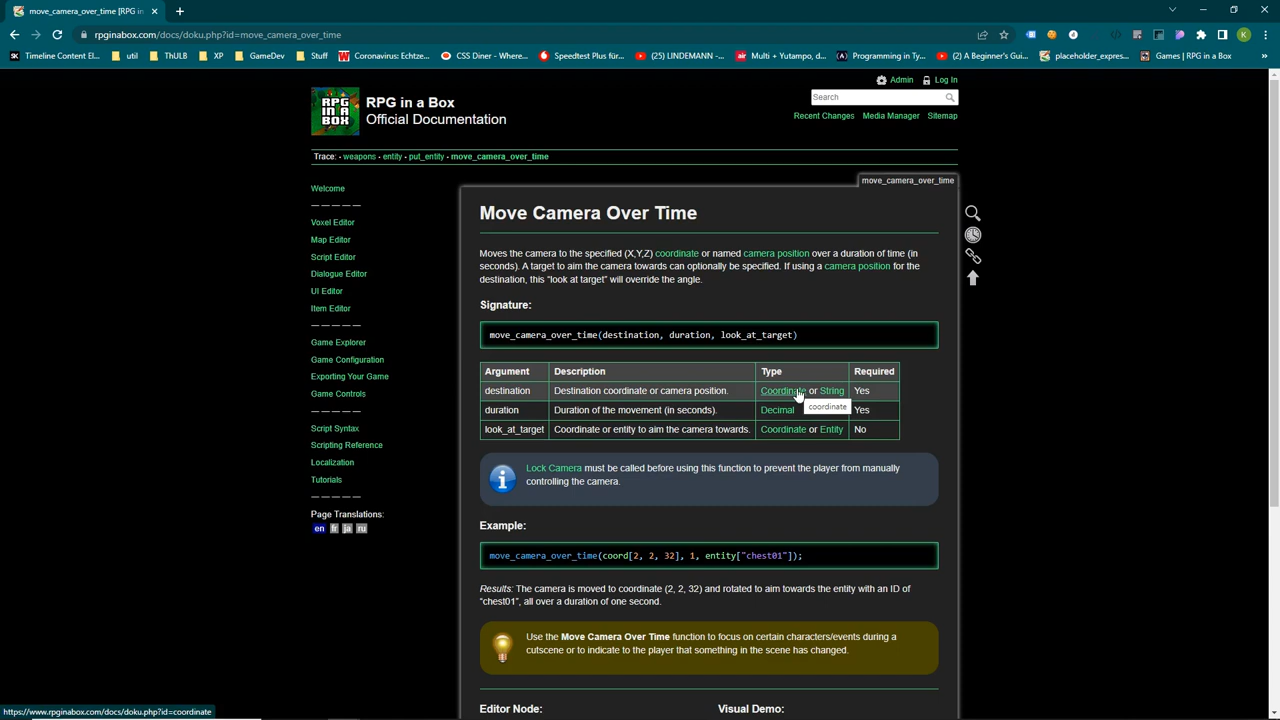 move_camera_over_time [RPG in
rpginabox.com/docs/doku.php?id=move_camera_over_time
K
Timeline Content El...
util
ThULB
XP
GameDev
Stuff
Coronavirus: Echtze...
CSS Diner - Where...
Speedtest Plus für...
(25) LINDEMANN -...
Multi + Yutampo, d...
Programming in Ty...
(2) A Beginner's Gui...
placeholder_expres...
Games | RPG in a Box
Admin
Log In
RPG
IN A
BOX
RPG in a Box
Official Documentation
Search
Recent Changes
Media Manager
Sitemap
Trace: • weapons • entity • put_entity • move_camera_over_time
move_camera_over_time
Welcome
— — — — —
Voxel Editor
Map Editor
Script Editor
Dialogue Editor
UI Editor
Item Editor
— — — — —
Game Explorer
Game Configuration
Exporting Your Game
Game Controls
— — — — —
Script Syntax
Scripting Reference
Localization
Tutorials
— — — — —
Page Translations:
en fr ja ru
Move Camera Over Time
Moves the camera to the specified (X,Y,Z) coordinate or named camera position over a duration of time (in
seconds). A target to aim the camera towards can optionally be specified. If using a camera position for the
destination, this "look at target" will override the angle.
Signature:
move_camera_over_time(destination, duration, look_at_target)
Argument Description Type Required
destination Destination coordinate or camera position. Coordinate or String Yes
duration Duration of the movement (in seconds). Decimal Yes
coordinate
look_at_target Coordinate or entity to aim the camera towards. Coordinate or Entity No
Lock Camera must be called before using this function to prevent the player from manually
controlling the camera.
Example:
move_camera_over_time(coord[2, 2, 32], 1, entity["chest01"]);
Results: The camera is moved to coordinate (2, 2, 32) and rotated to aim towards the entity with an ID of
"chest01", all over a duration of one second.
Use the Move Camera Over Time function to focus on certain characters/events during a
cutscene or to indicate to the player that something in the scene has changed.
Editor Node:
Visual Demo:
https://www.rpginabox.com/docs/doku.php?id=coordinate